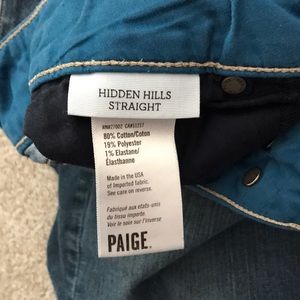 HIDDEN HILLS
STRAIGHT
80% Cotton/Coton
19% Polyester
1% Elastane/
Élasthanne
Made in the USA
of Imported fabric.
See care on reverse.
Fabriqué aux états-unis
du tissu importé.
Voir le soin sur l'inverse
PAIGE.